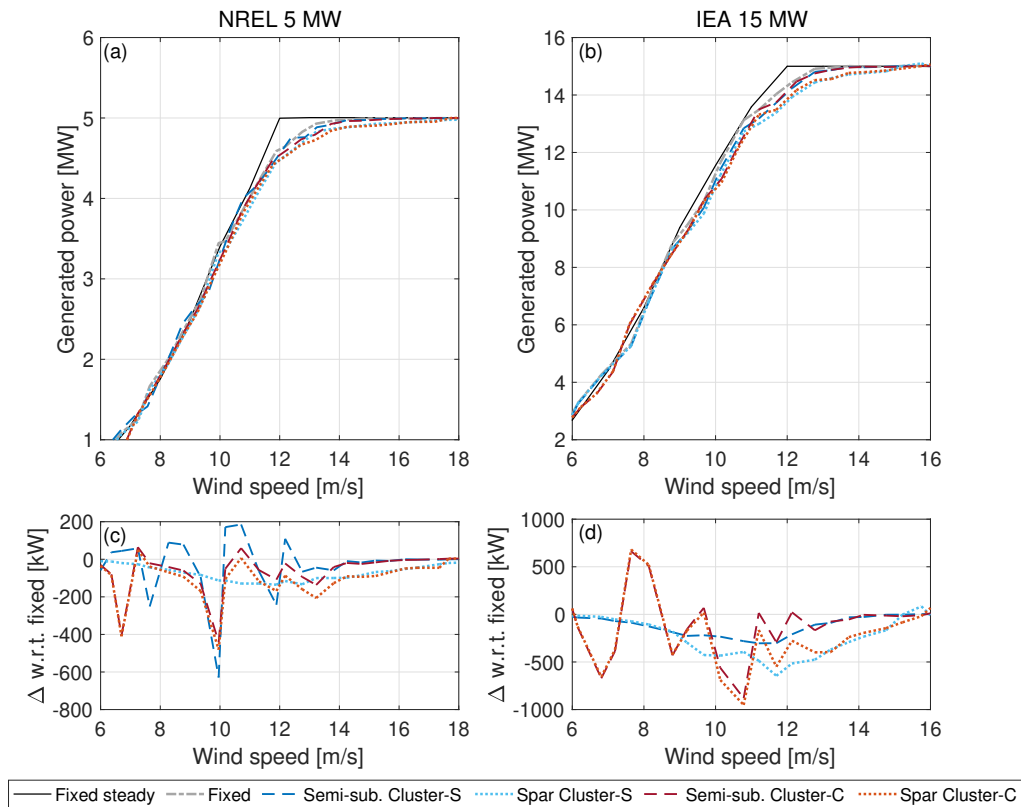 NREL 5 MW
IEA 15 MW
(a)
6
5
4
3
2
1
Generated power [MW]
6 8 10 12 14 16 18
Wind speed [m/s]
(b)
16
14
12
10
8
6
4
2
Generated power [MW]
6 8 10 12 14 16
Wind speed [m/s]
(c)
200
0
-200
-400
-600
-800
Δ w.r.t. fixed [kW]
6 8 10 12 14 16 18
Wind speed [m/s]
(d)
1000
500
0
-500
-1000
Δ w.r.t. fixed [kW]
6 8 10 12 14 16
Wind speed [m/s]
Fixed steady Fixed Semi-sub. Cluster-S Spar Cluster-S Semi-sub. Cluster-C Spar Cluster-C